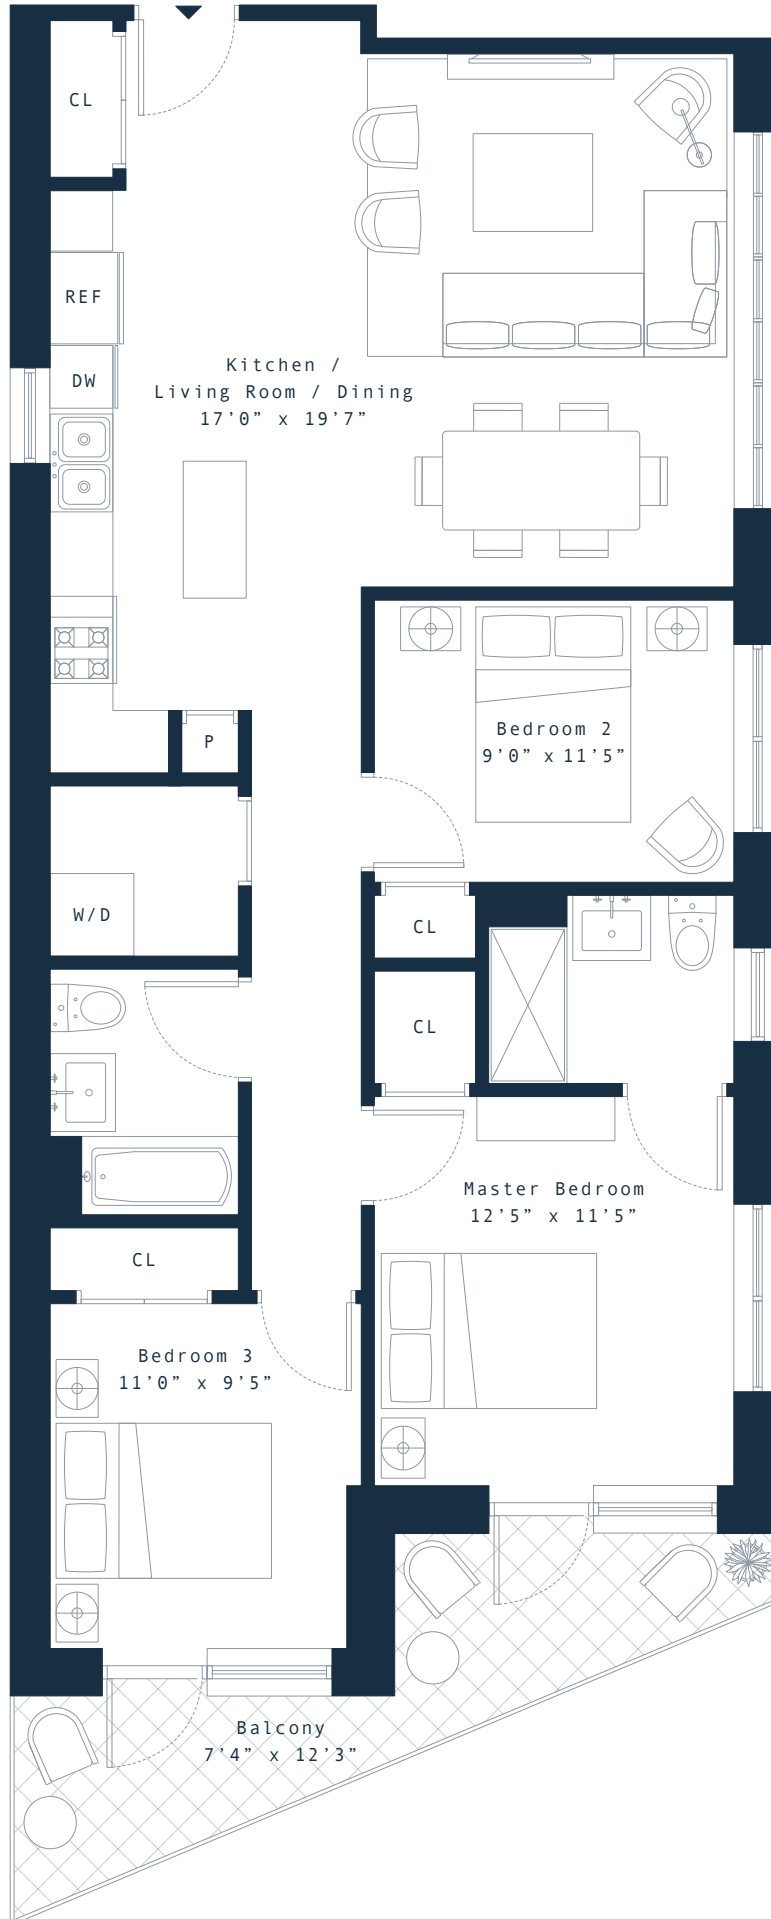 CL
REF
DW
Kitchen /
Living Room / Dining
17’0” x 19’7”
P
Bedroom 2
9’0” x 11’5”
W/D
CL
CL
Master Bedroom
12’5” x 11’5”
CL
Bedroom 3
11’0” x 9’5”
Balcony
7’4” x 12’3”